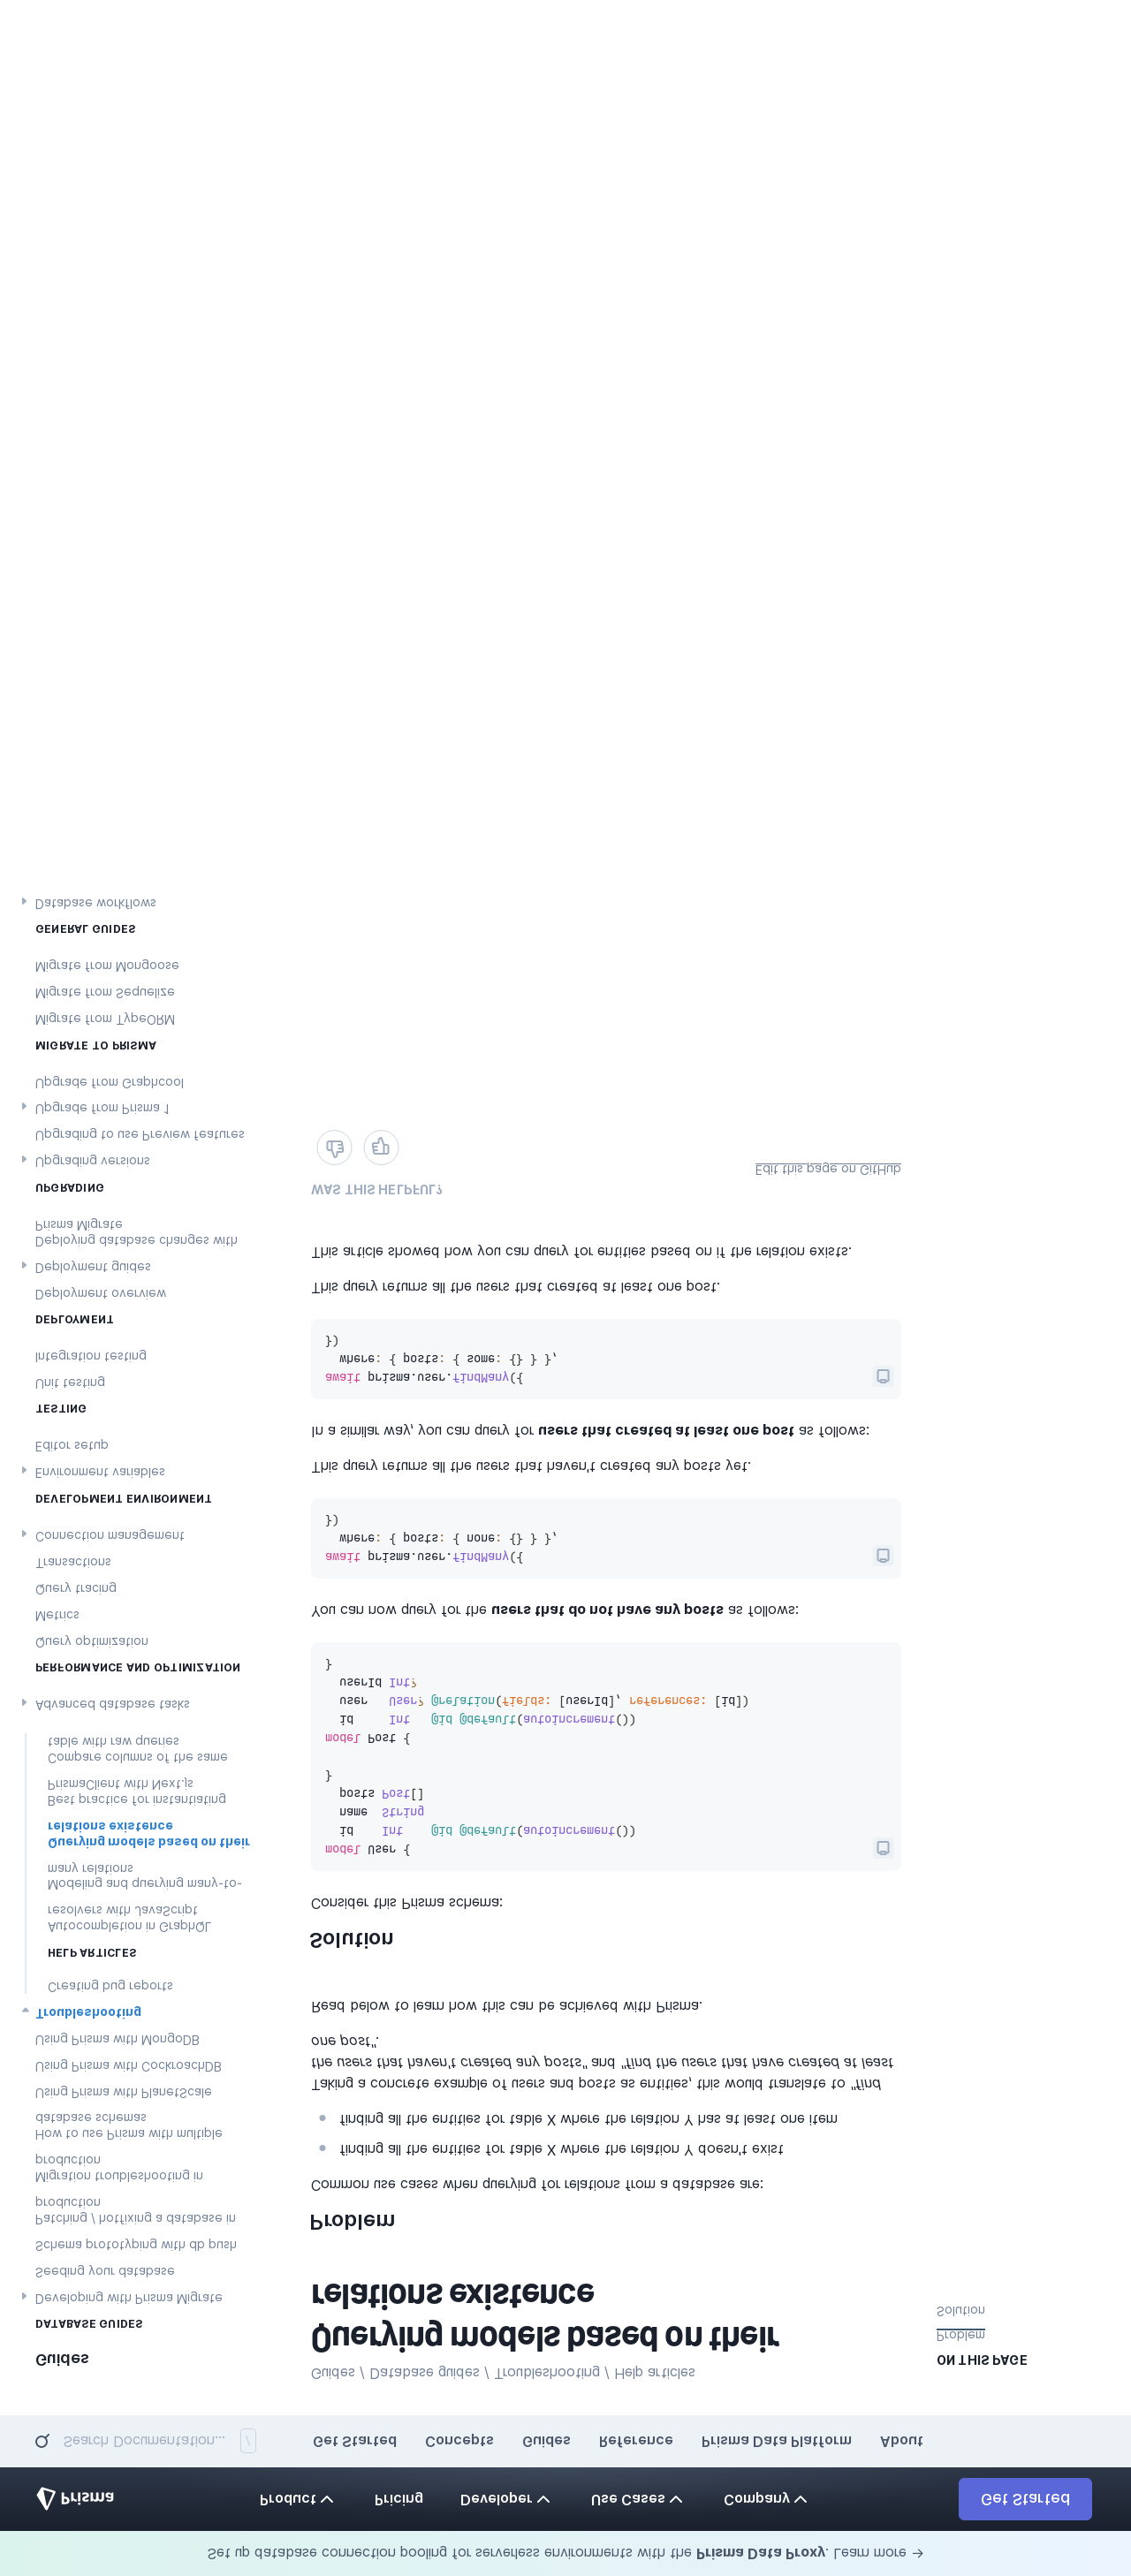 Set up database connection pooling for serverless environments with the Prisma Data Proxy. Learn more →
Prisma
Product
Pricing
Developer
Use Cases
Company
Get Started
Search Documentation...
/
Get Started
Concepts
Guides
Reference
Prisma Data Platform
About
Guides
DATABASE GUIDES
Developing with Prisma Migrate
Seeding your database
Schema prototyping with db push
Patching / hotfixing a database in
production
Migration troubleshooting in
production
How to use Prisma with multiple
database schemas
Using Prisma with PlanetScale
Using Prisma with CockroachDB
Using Prisma with MongoDB
Troubleshooting
Creating bug reports
HELP ARTICLES
Autocompletion in GraphQL
resolvers with JavaScript
Modeling and querying many-to-
many relations
Querying models based on their
relations existence
Best practice for instantiating
PrismaClient with Next.js
Compare columns of the same
table with raw queries
Advanced database tasks
PERFORMANCE AND OPTIMIZATION
Query optimization
Metrics
Query tracing
Transactions
Connection management
DEVELOPMENT ENVIRONMENT
Environment variables
Editor setup
TESTING
Unit testing
Integration testing
DEPLOYMENT
Deployment overview
Deployment guides
Deploying database changes with
Prisma Migrate
UPGRADING
Upgrading versions
Upgrading to use Preview features
Upgrade from Prisma 1
Upgrade from Graphcool
MIGRATE TO PRISMA
Migrate from TypeORM
Migrate from Sequelize
Migrate from Mongoose
GENERAL GUIDES
Database workflows
Guides / Database guides / Troubleshooting / Help articles
Querying models based on their
relations existence
Problem
Common use cases when querying for relations from a database are:
finding all the entities for table X where the relation Y doesn't exist
finding all the entities for table X where the relation Y has at least one item
Taking a concrete example of users and posts as entities, this would translate to "find
the users that haven't created any posts" and "find the users that have created at least
one post".
Read below to learn how this can be achieved with Prisma.
Solution
Consider this Prisma schema:
model User {
  id    Int    @id @default(autoincrement())
  name  String
  posts Post[]
}
model Post {
  id     Int   @id @default(autoincrement())
  user   User? @relation(fields: [userId], references: [id])
  userId Int?
}
You can now query for the users that do not have any posts as follows:
await prisma.user.findMany({
  where: { posts: { none: {} } },
})
This query returns all the users that haven't created any posts yet.
In a similar way, you can query for users that created at least one post as follows:
await prisma.user.findMany({
  where: { posts: { some: {} } },
})
This query returns all the users that created at least one post.
This article showed how you can query for entities based on if the relation exists.
WAS THIS HELPFUL?
Edit this page on GitHub
ON THIS PAGE
Problem
Solution